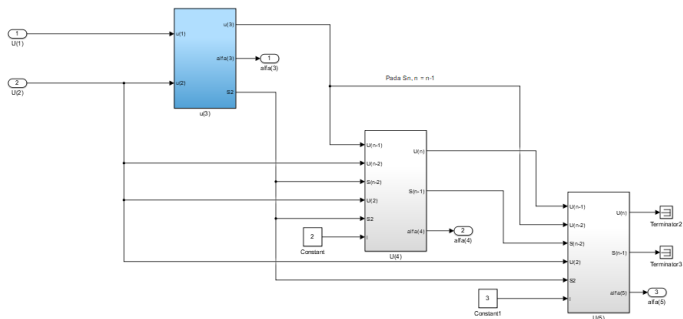 1
U(1)
2
U(2)
u(1)
u(2)
u(3)
alfa(3)
S2
u(3)
1
alfa(3)
Pada Sn, n = n-1
U(n-1)
U(n-2)
S(n-2)
U(2)
S2
i
U(n)
S(n-1)
alfa(4)
U(4)
2
Constant
2
alfa(4)
U(n-1)
U(n-2)
S(n-2)
U(2)
S2
i
U(n)
S(n-1)
alfa(5)
U(5)
Terminator2
Terminator3
3
alfa(5)
3
Constant1